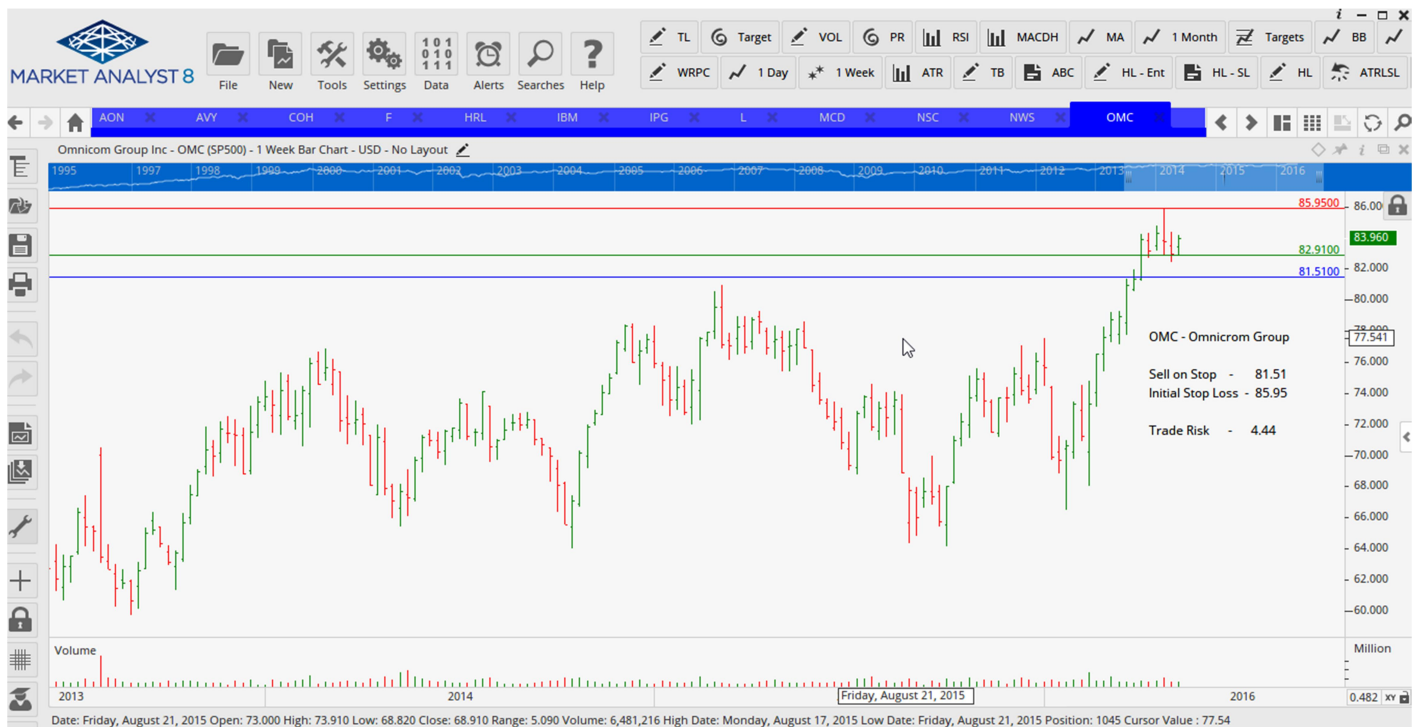 MARKET ANALYST 8
File New Tools Settings Data Alerts Searches Help
101
010
111
TL Target VOL PR RSI MACDH MA 1 Month Targets BB
WRPC 1 Day 1 Week ATR TB ABC HL - Ent HL - SL HL ATRLSL
AON AVY COH F HRL IBM IPG L MCD NSC NWS OMC
Omnicom Group Inc - OMC (SP500) - 1 Week Bar Chart - USD - No Layout
1995 1997 1998 1999 2000 2001 2002 2003 2004 2005 2006 2007 2008 2009 2010 2011 2012 2013 2014 2015 2016
85.9500
86.00
83.960
82.9100
82.000
81.5100
80.000
78.000
77.541
OMC - Omnicrom Group
76.000
Sell on Stop - 81.51
74.000
Initial Stop Loss - 85.95
72.000
Trade Risk - 4.44
70.000
68.000
66.000
64.000
62.000
60.000
Volume
Million
2013 2014 Friday, August 21, 2015 2016 0.482 XY
Date: Friday, August 21, 2015 Open: 73.000 High: 73.910 Low: 68.820 Close: 68.910 Range: 5.090 Volume: 6,481,216 High Date: Monday, August 17, 2015 Low Date: Friday, August 21, 2015 Position: 1045 Cursor Value : 77.54